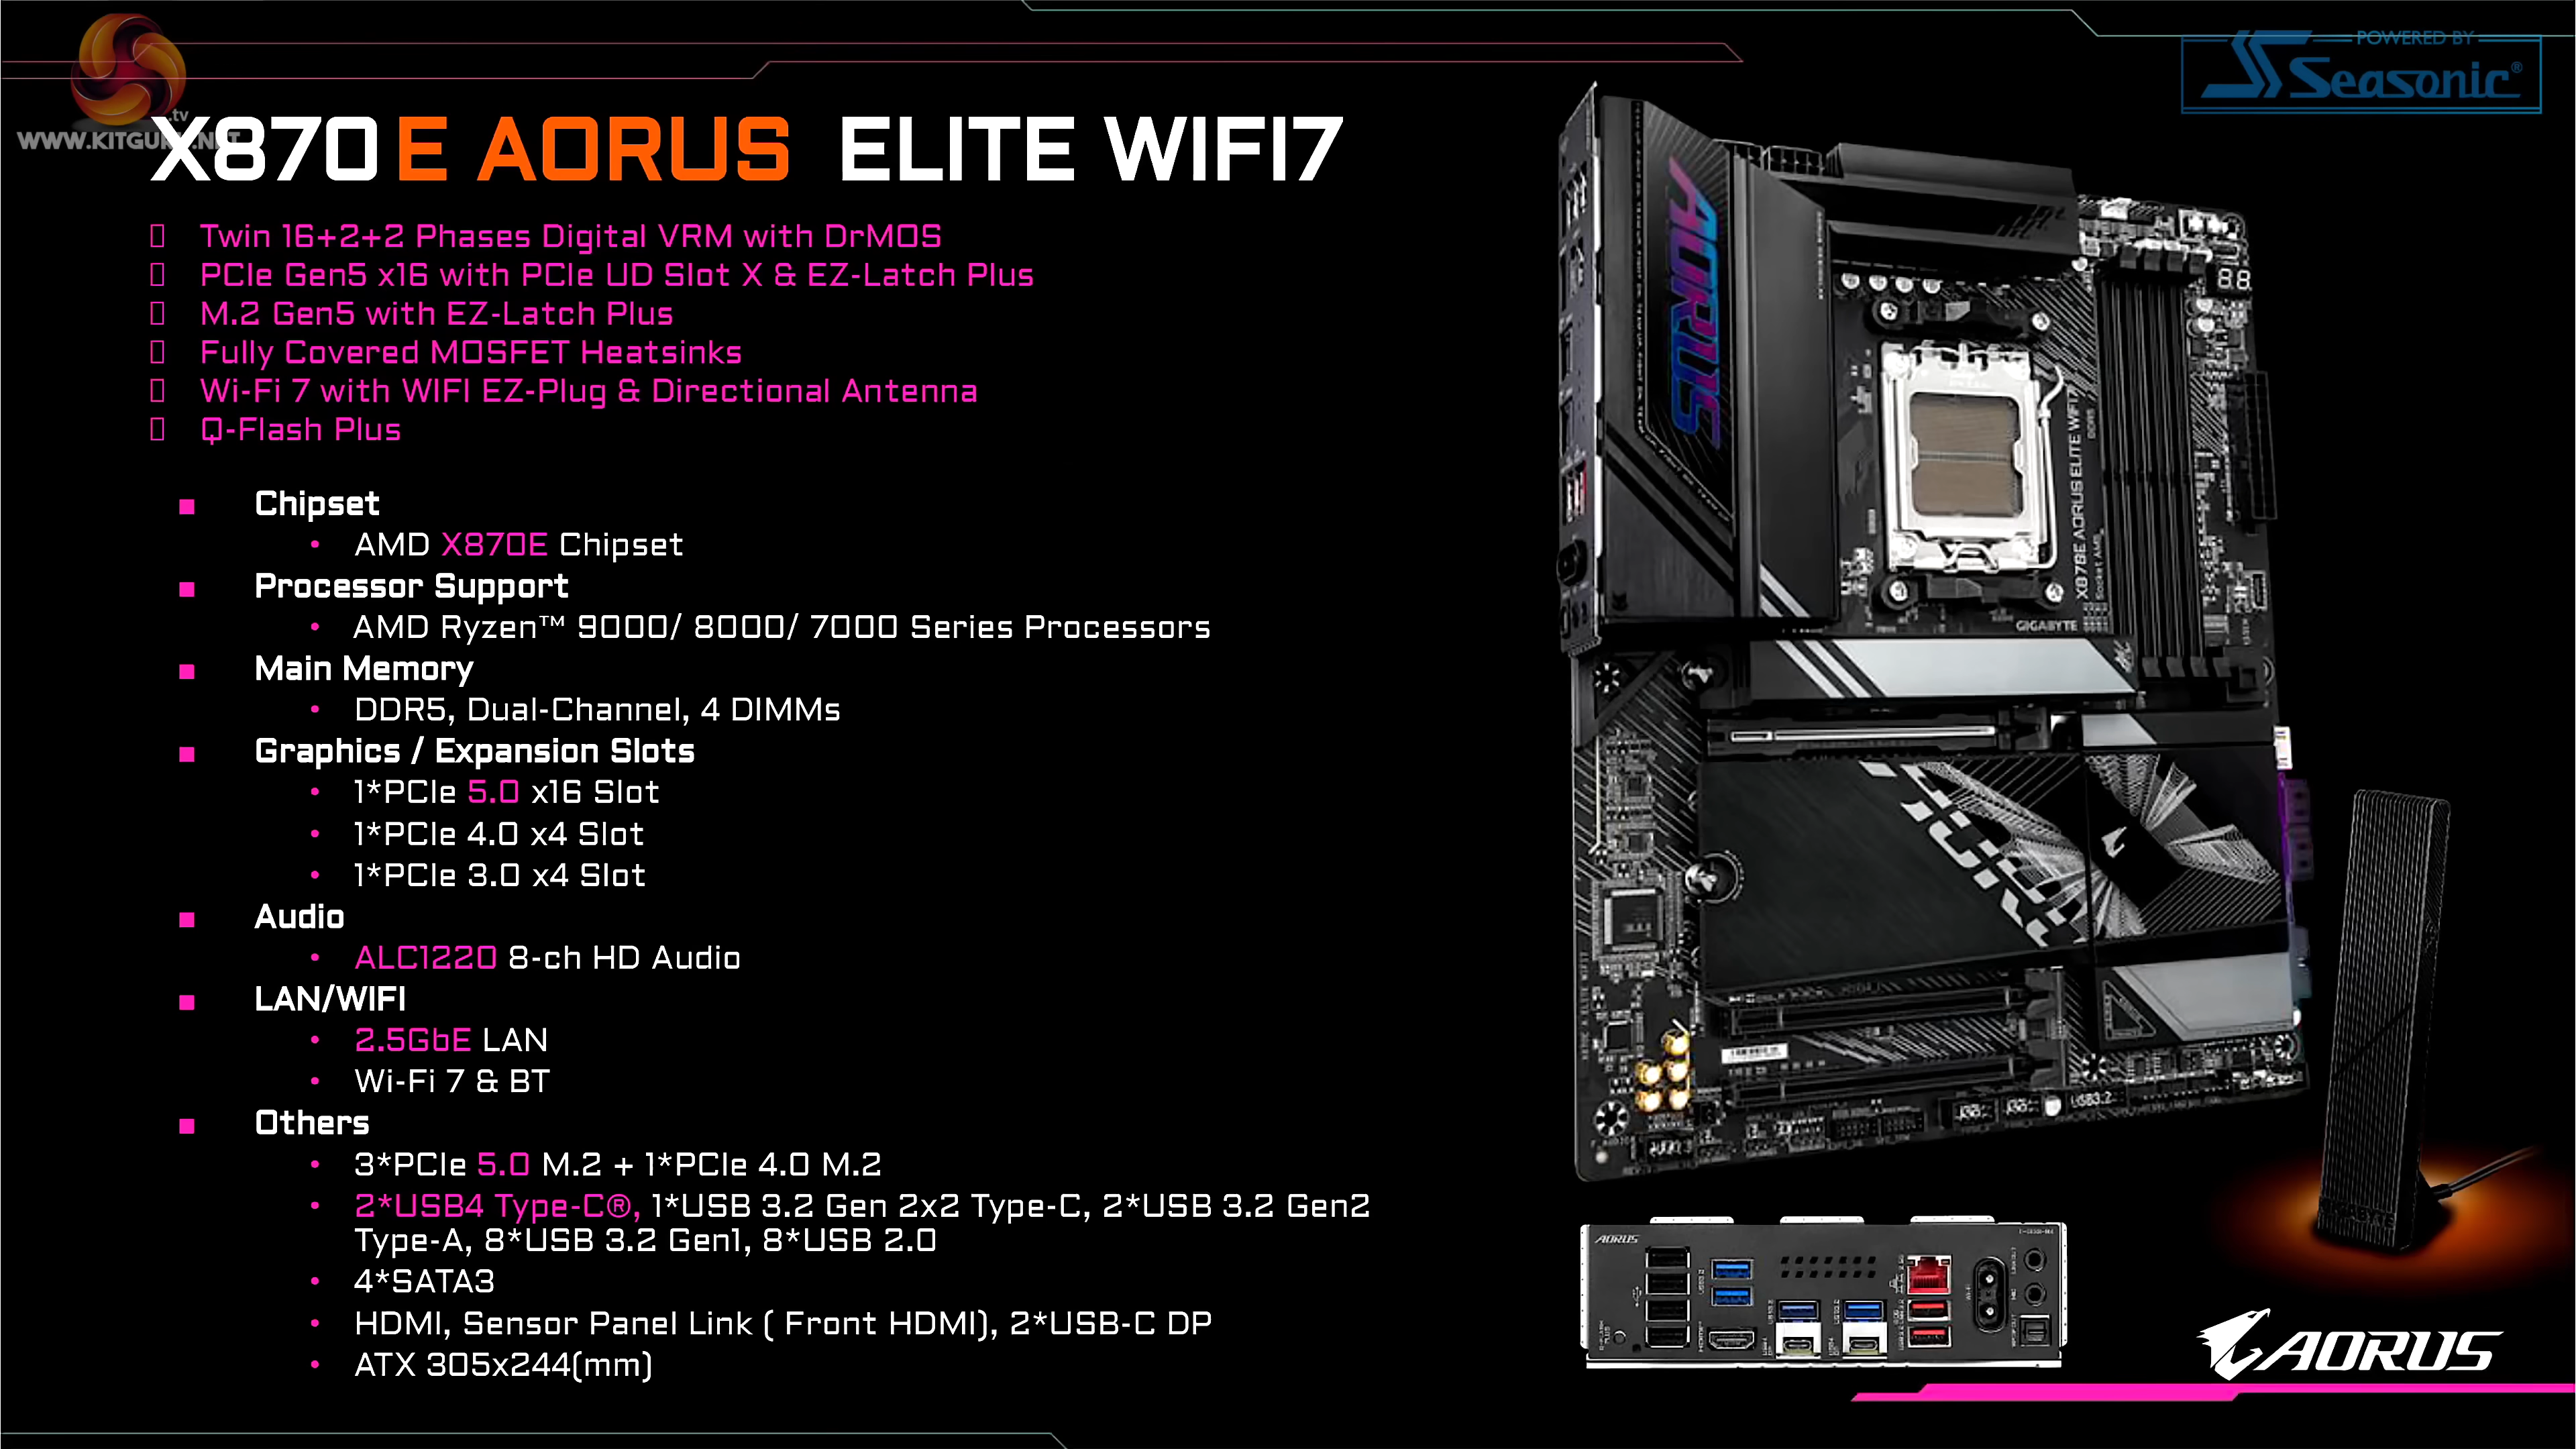 POWERED BY
Seasonic®
.tv
WWW.KITGURU.NET
X870E AORUS ELITE WIFI7
Twin 16+2+2 Phases Digital VRM with DrMOS
PCIe Gen5 x16 with PCIe UD Slot X & EZ-Latch Plus
M.2 Gen5 with EZ-Latch Plus
Fully Covered MOSFET Heatsinks
Wi-Fi 7 with WIFI EZ-Plug & Directional Antenna
Q-Flash Plus
Chipset
AMD X870E Chipset
Processor Support
AMD Ryzen™ 9000/ 8000/ 7000 Series Processors
Main Memory
DDR5, Dual-Channel, 4 DIMMs
Graphics / Expansion Slots
1*PCIe 5.0 x16 Slot
1*PCIe 4.0 x4 Slot
1*PCIe 3.0 x4 Slot
Audio
ALC1220 8-ch HD Audio
LAN/WIFI
2.5GbE LAN
Wi-Fi 7 & BT
Others
3*PCIe 5.0 M.2 + 1*PCIe 4.0 M.2
2*USB4 Type-C®, 1*USB 3.2 Gen 2x2 Type-C, 2*USB 3.2 Gen2
Type-A, 8*USB 3.2 Gen1, 8*USB 2.0
4*SATA3
HDMI, Sensor Panel Link ( Front HDMI), 2*USB-C DP
ATX 305x244(mm)
AORUS
88
X870E AORUS ELITE WIFI7
DDR5
Socket AM5
GIGABYTE
USB3.2
GIGABYTE
AORUS
AORUS